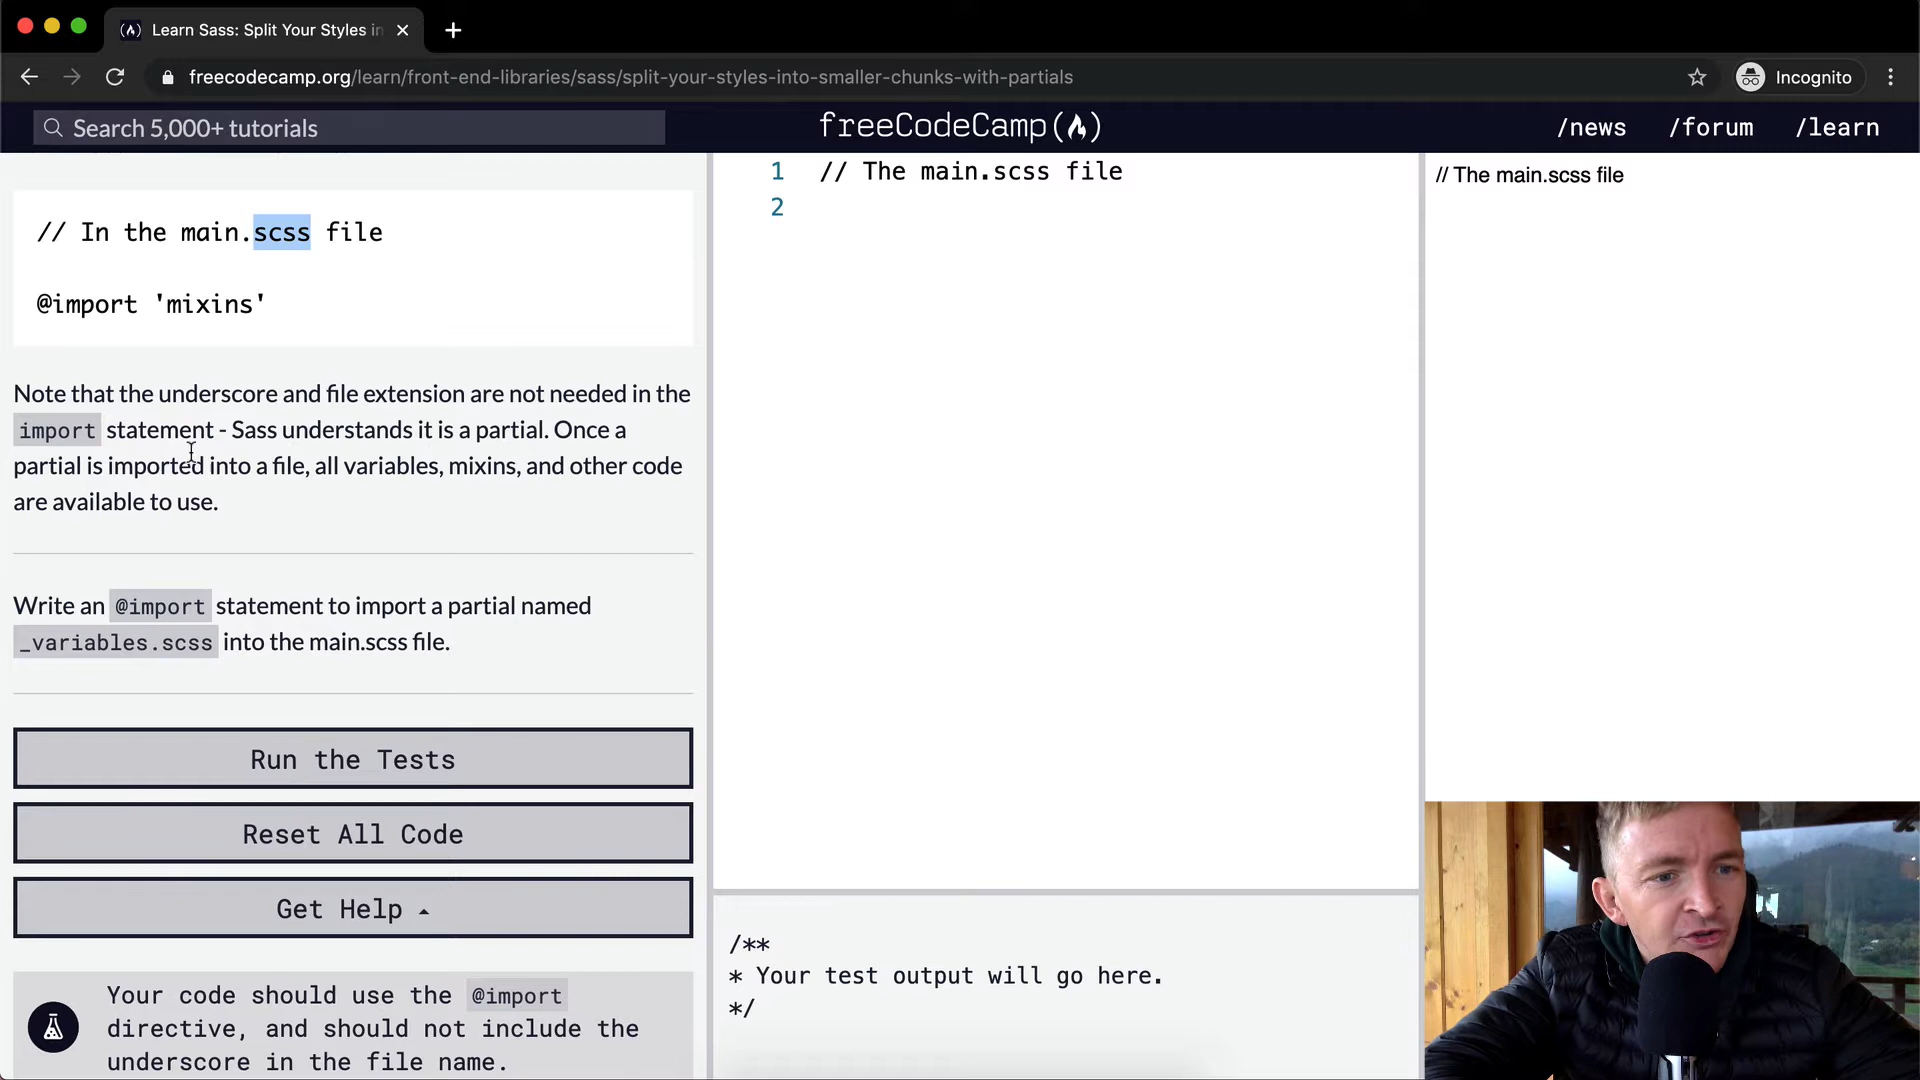 Learn Sass: Split Your Styles in
freecodecamp.org/learn/front-end-libraries/sass/split-your-styles-into-smaller-chunks-with-partials
Incognito
Search 5,000+ tutorials
freeCodeCamp
/news
/forum
/learn
// In the main.scss file
@import 'mixins'
Note that the underscore and file extension are not needed in the
import statement - Sass understands it is a partial. Once a
partial is imported into a file, all variables, mixins, and other code
are available to use.
Write an @import statement to import a partial named
_variables.scss into the main.scss file.
Run the Tests
Reset All Code
Get Help
Your code should use the @import
directive, and should not include the
underscore in the file name.
1 // The main.scss file
2
/**
* Your test output will go here.
*/
// The main.scss file